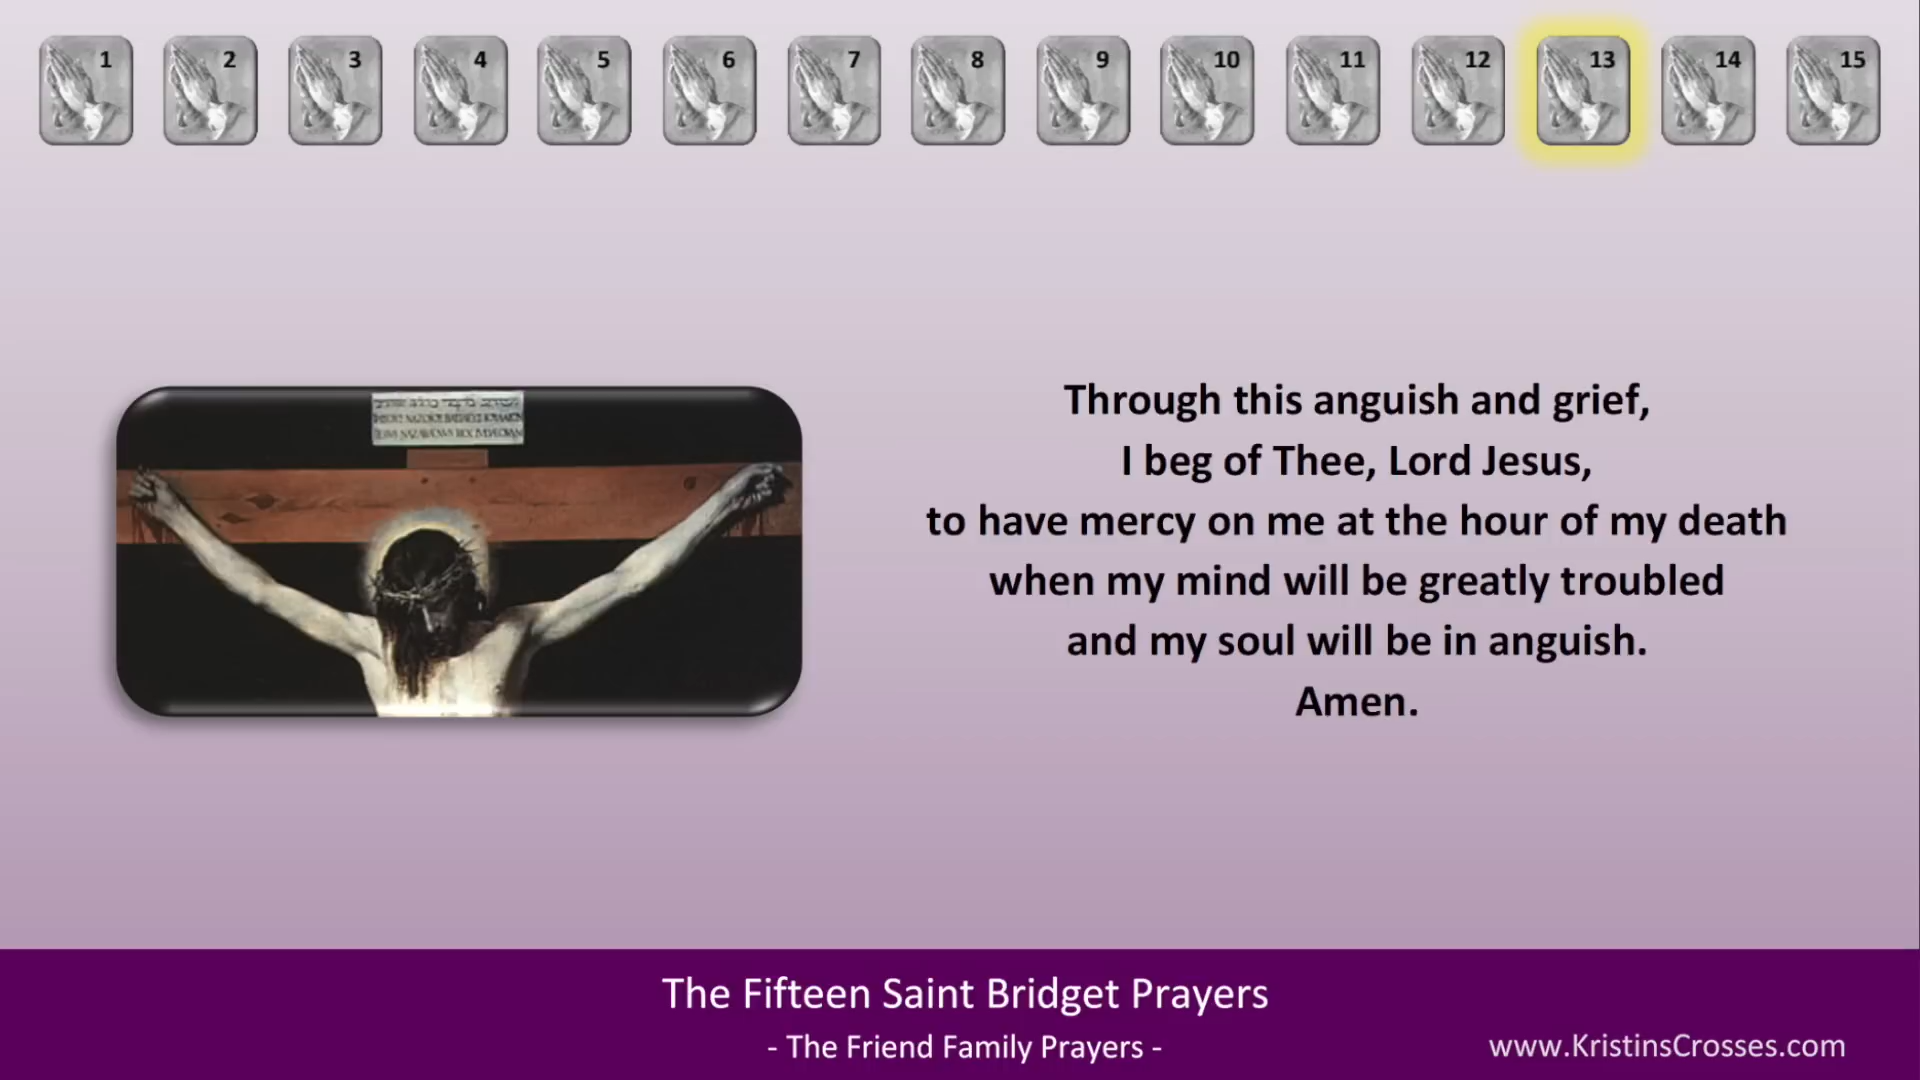 1 2 3 4 5 6 7 8 9 10 11 12 13 14 15
Through this anguish and grief,
I beg of Thee, Lord Jesus,
to have mercy on me at the hour of my death
when my mind will be greatly troubled
and my soul will be in anguish.
Amen.
The Fifteen Saint Bridget Prayers
- The Friend Family Prayers -
www.KristinsCrosses.com